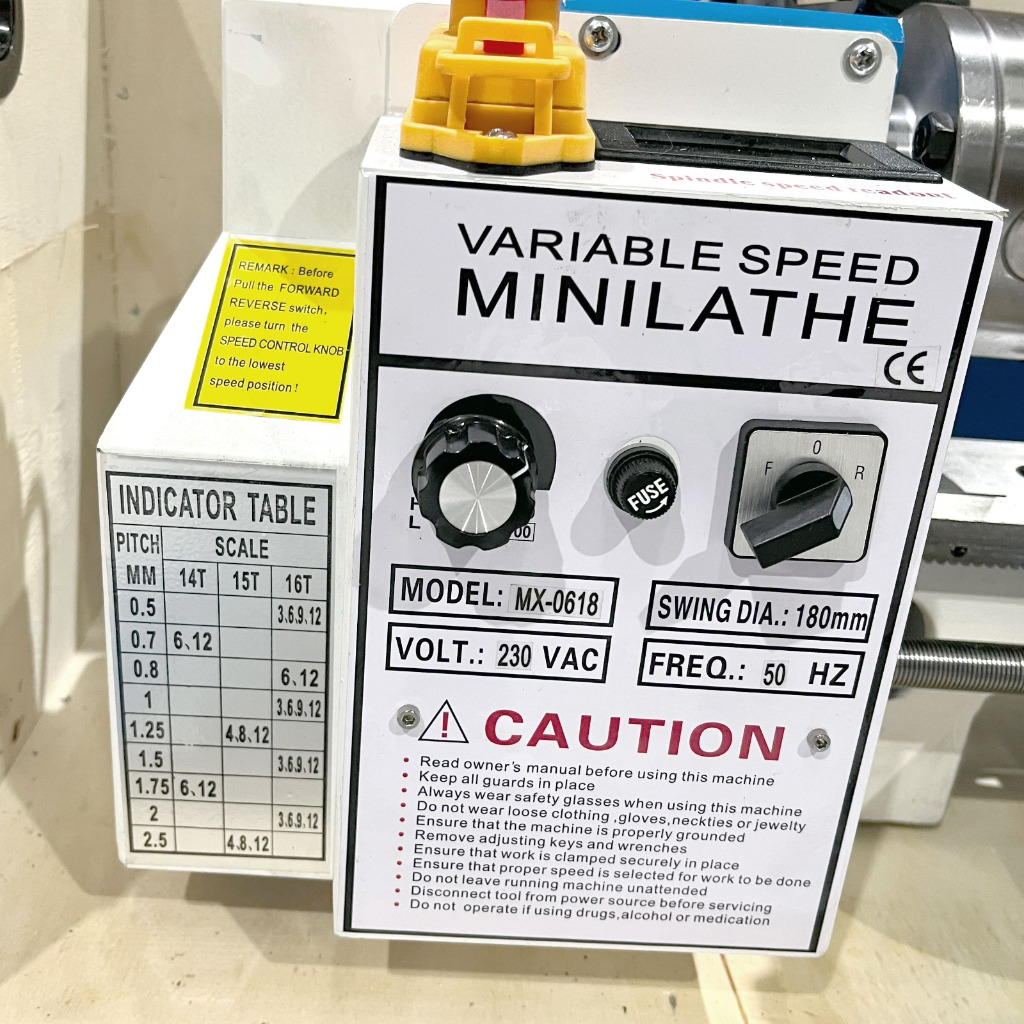 Spindle speed readout
VARIABLE SPEED
MINILATHE
CE
REMARK : Before
Pull the FORWARD
REVERSE switch,
please turn the
SPEED CONTROL KNOB
to the lowest
speed position !
H
L
FUSE
F O R
INDICATOR TABLE
PITCH SCALE
MM 14T 15T 16T
0.5 3.6.9.12
0.7 6、12
0.8 6、12
1 3.6.9.12
1.25 4.8、12
1.5 3.6.9.12
1.75 6、12
2 3.6.9.12
2.5 4.8.12
MODEL: MX-0618
SWING DIA.: 180mm
VOLT.: 230 VAC
FREQ.: 50 HZ
! CAUTION
• Read owner's manual before using this machine
• Keep all guards in place
• Always wear safety glasses when using this machine
• Do not wear loose clothing ,gloves,neckties or jewelty
• Ensure that the machine is properly grounded
• Remove adjusting keys and wrenches
• Ensure that work is clamped securely in place
• Ensure that proper speed is selected for work to be done
• Do not leave running machine unattended
• Disconnect tool from power source before servicing
• Do not operate if using drugs,alcohol or medication